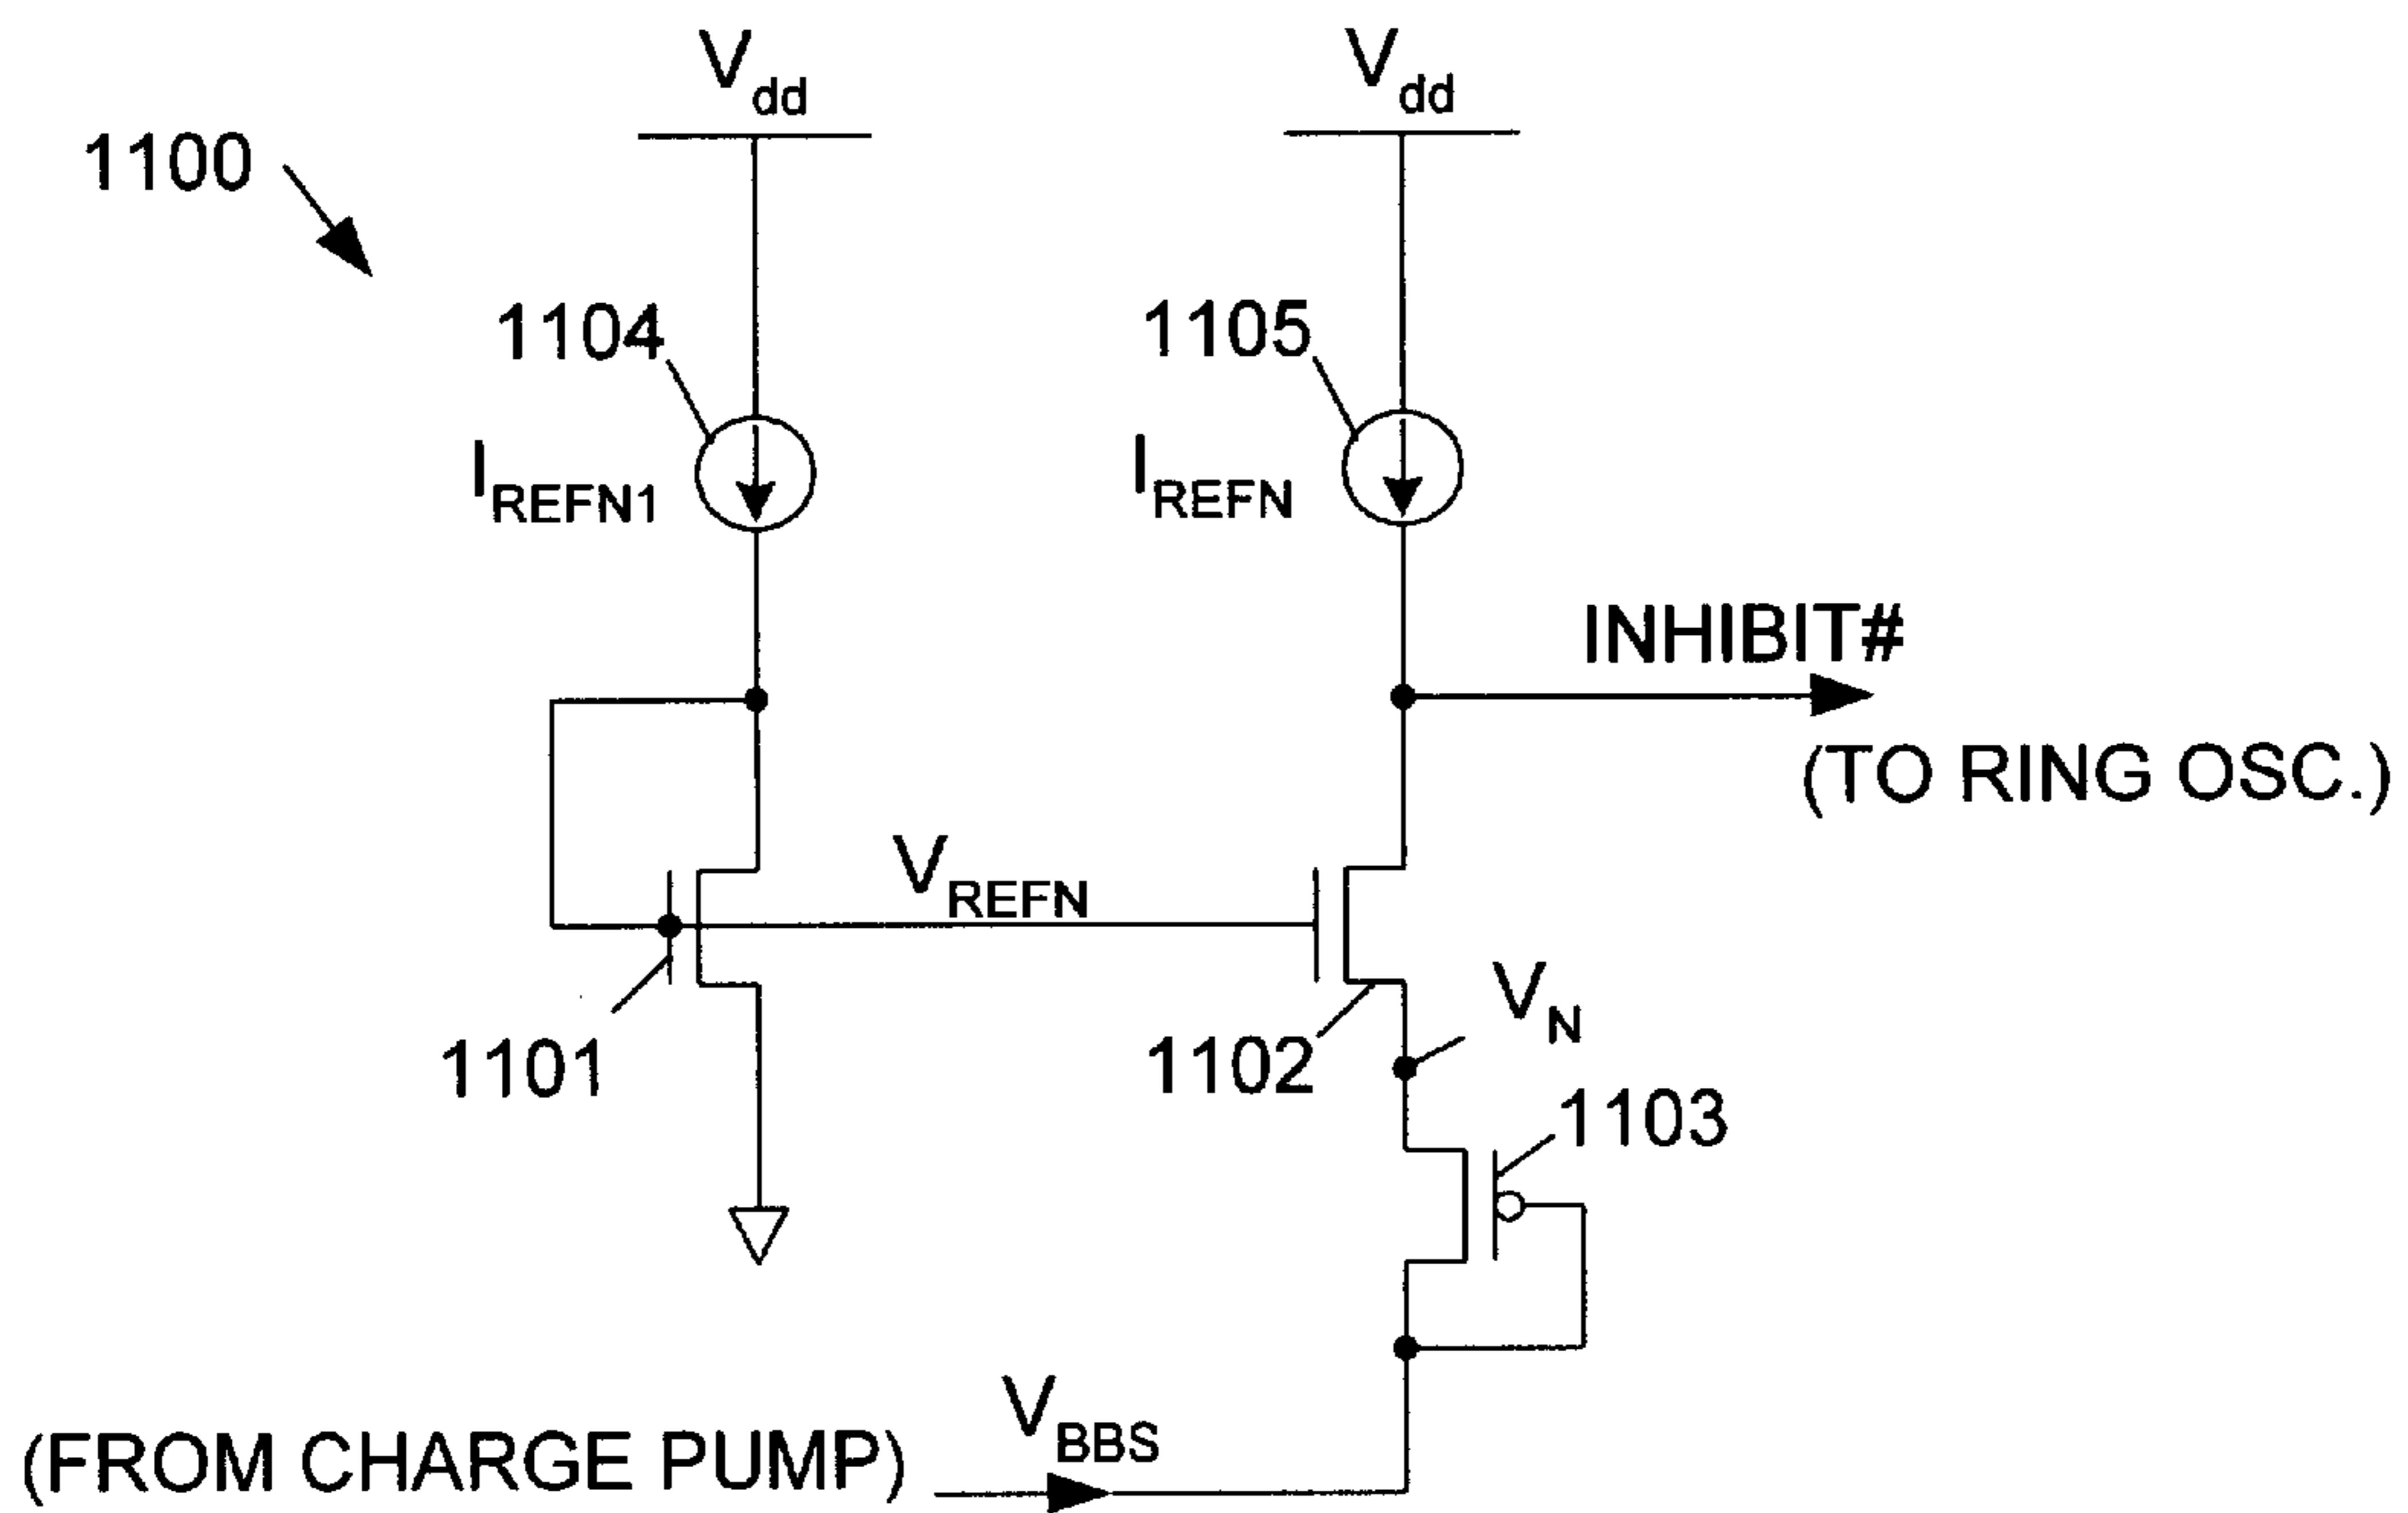 Vdd
Vdd
1100
1104
1105
IREFN1
IREFN
INHIBIT#
(TO RING OSC.)
VREFN
VN
1101
1102
1103
VBBS
(FROM CHARGE PUMP)